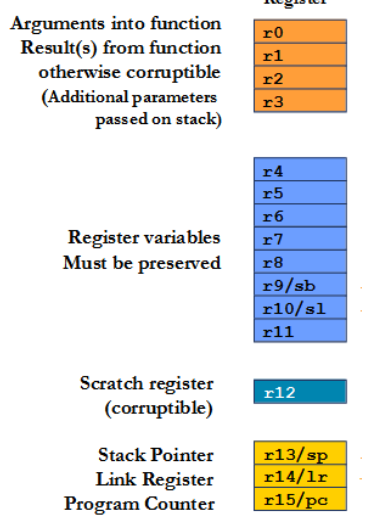 Register
Arguments into function
Result(s) from function
otherwise corruptible
(Additional parameters
passed on stack)
r0
r1
r2
r3
Register variables
Must be preserved
r4
r5
r6
r7
r8
r9/sb
r10/sl
r11
Scratch register
(corruptible)
r12
Stack Pointer
Link Register
Program Counter
r13/sp
r14/lr
r15/pc